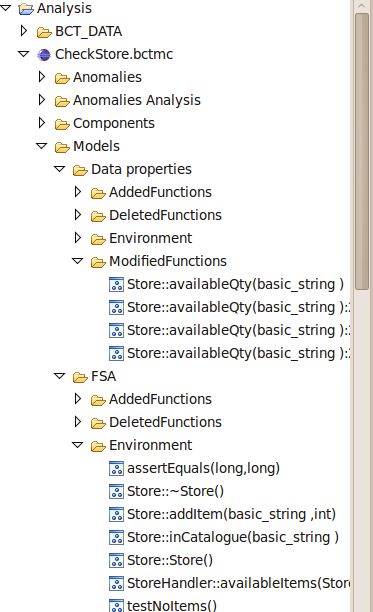 Analysis
BCT_DATA
CheckStore.bctmc
Anomalies
Anomalies Analysis
Components
Models
Data properties
AddedFunctions
DeletedFunctions
Environment
ModifiedFunctions
Store::availableQty(basic_string )
Store::availableQty(basic_string ):
Store::availableQty(basic_string ):
Store::availableQty(basic_string ):
FSA
AddedFunctions
DeletedFunctions
Environment
assertEquals(long,long)
Store::~Store()
Store::addItem(basic_string ,int)
Store::inCatalogue(basic_string )
Store::Store()
StoreHandler::availableItems(Stor
testNoItems()